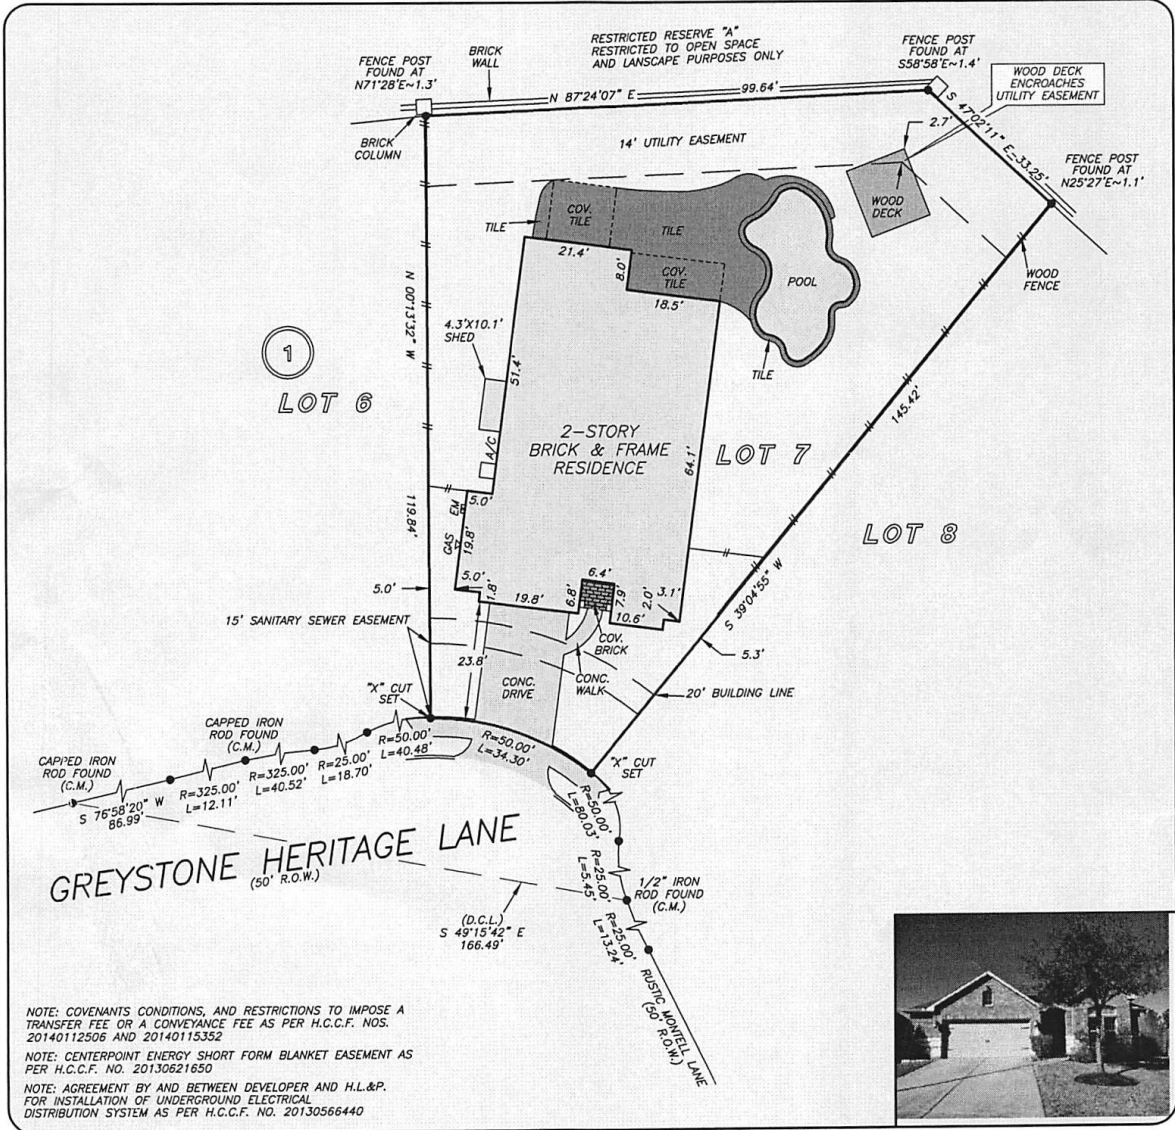 RESTRICTED RESERVE "A"
RESTRICTED TO OPEN SPACE
AND LANSCAPE PURPOSES ONLY
FENCE POST
FOUND AT
N71°28'E~1.3'
BRICK
WALL
FENCE POST
FOUND AT
S58°58'E~1.4'
WOOD DECK
ENCROACHES
UTILITY EASEMENT
N 87°24'07" E
99.64'
S 47°02'11" E~33.25'
2.7'
BRICK
COLUMN
14' UTILITY EASEMENT
FENCE POST
FOUND AT
N25°27'E~1.1'
WOOD
DECK
COV.
TILE
TILE
TILE
21.4'
8.0'
COV.
TILE
18.5'
POOL
WOOD
FENCE
N 00°13'32" W
119.84'
4.3'X10.1'
SHED
51.4'
TILE
1
LOT 6
145.42'
2-STORY
BRICK & FRAME
RESIDENCE
LOT 7
64.1'
A/C
5.0'
EM
GAS
19.8'
LOT 8
S 39°04'55" W
5.0'
5.0'
1.8'
19.8'
6.8'
6.4'
7.9'
10.6'
2.0'
3.1'
15' SANITARY SEWER EASEMENT
COV.
BRICK
5.3'
23.8'
CONC.
DRIVE
CONC.
WALK
20' BUILDING LINE
"X" CUT
SET
CAPPED IRON
ROD FOUND
(C.M.)
CAPPED IRON
ROD FOUND
(C.M.)
S 76°58'20" W
86.99'
R=325.00'
L=12.11'
R=325.00'
L=40.52'
R=25.00'
L=18.70'
R=50.00'
L=40.48'
R=50.00'
L=34.30'
"X" CUT
SET
R=50.00'
L=80.03'
GREYSTONE HERITAGE LANE
(50' R.O.W.)
R=25.00'
L=5.45'
1/2" IRON
ROD FOUND
(C.M.)
(D.C.L.)
S 49°15'42" E
166.49'
R=25.00'
L=13.24'
RUSTIC MONTELL LANE
(50' R.O.W.)
NOTE: COVENANTS CONDITIONS, AND RESTRICTIONS TO IMPOSE A
TRANSFER FEE OR A CONVEYANCE FEE AS PER H.C.C.F. NOS.
20140112506 AND 20140115352
NOTE: CENTERPOINT ENERGY SHORT FORM BLANKET EASEMENT AS
PER H.C.C.F. NO. 20130621650
NOTE: AGREEMENT BY AND BETWEEN DEVELOPER AND H.L.&P.
FOR INSTALLATION OF UNDERGROUND ELECTRICAL
DISTRIBUTION SYSTEM AS PER H.C.C.F. NO. 20130566440